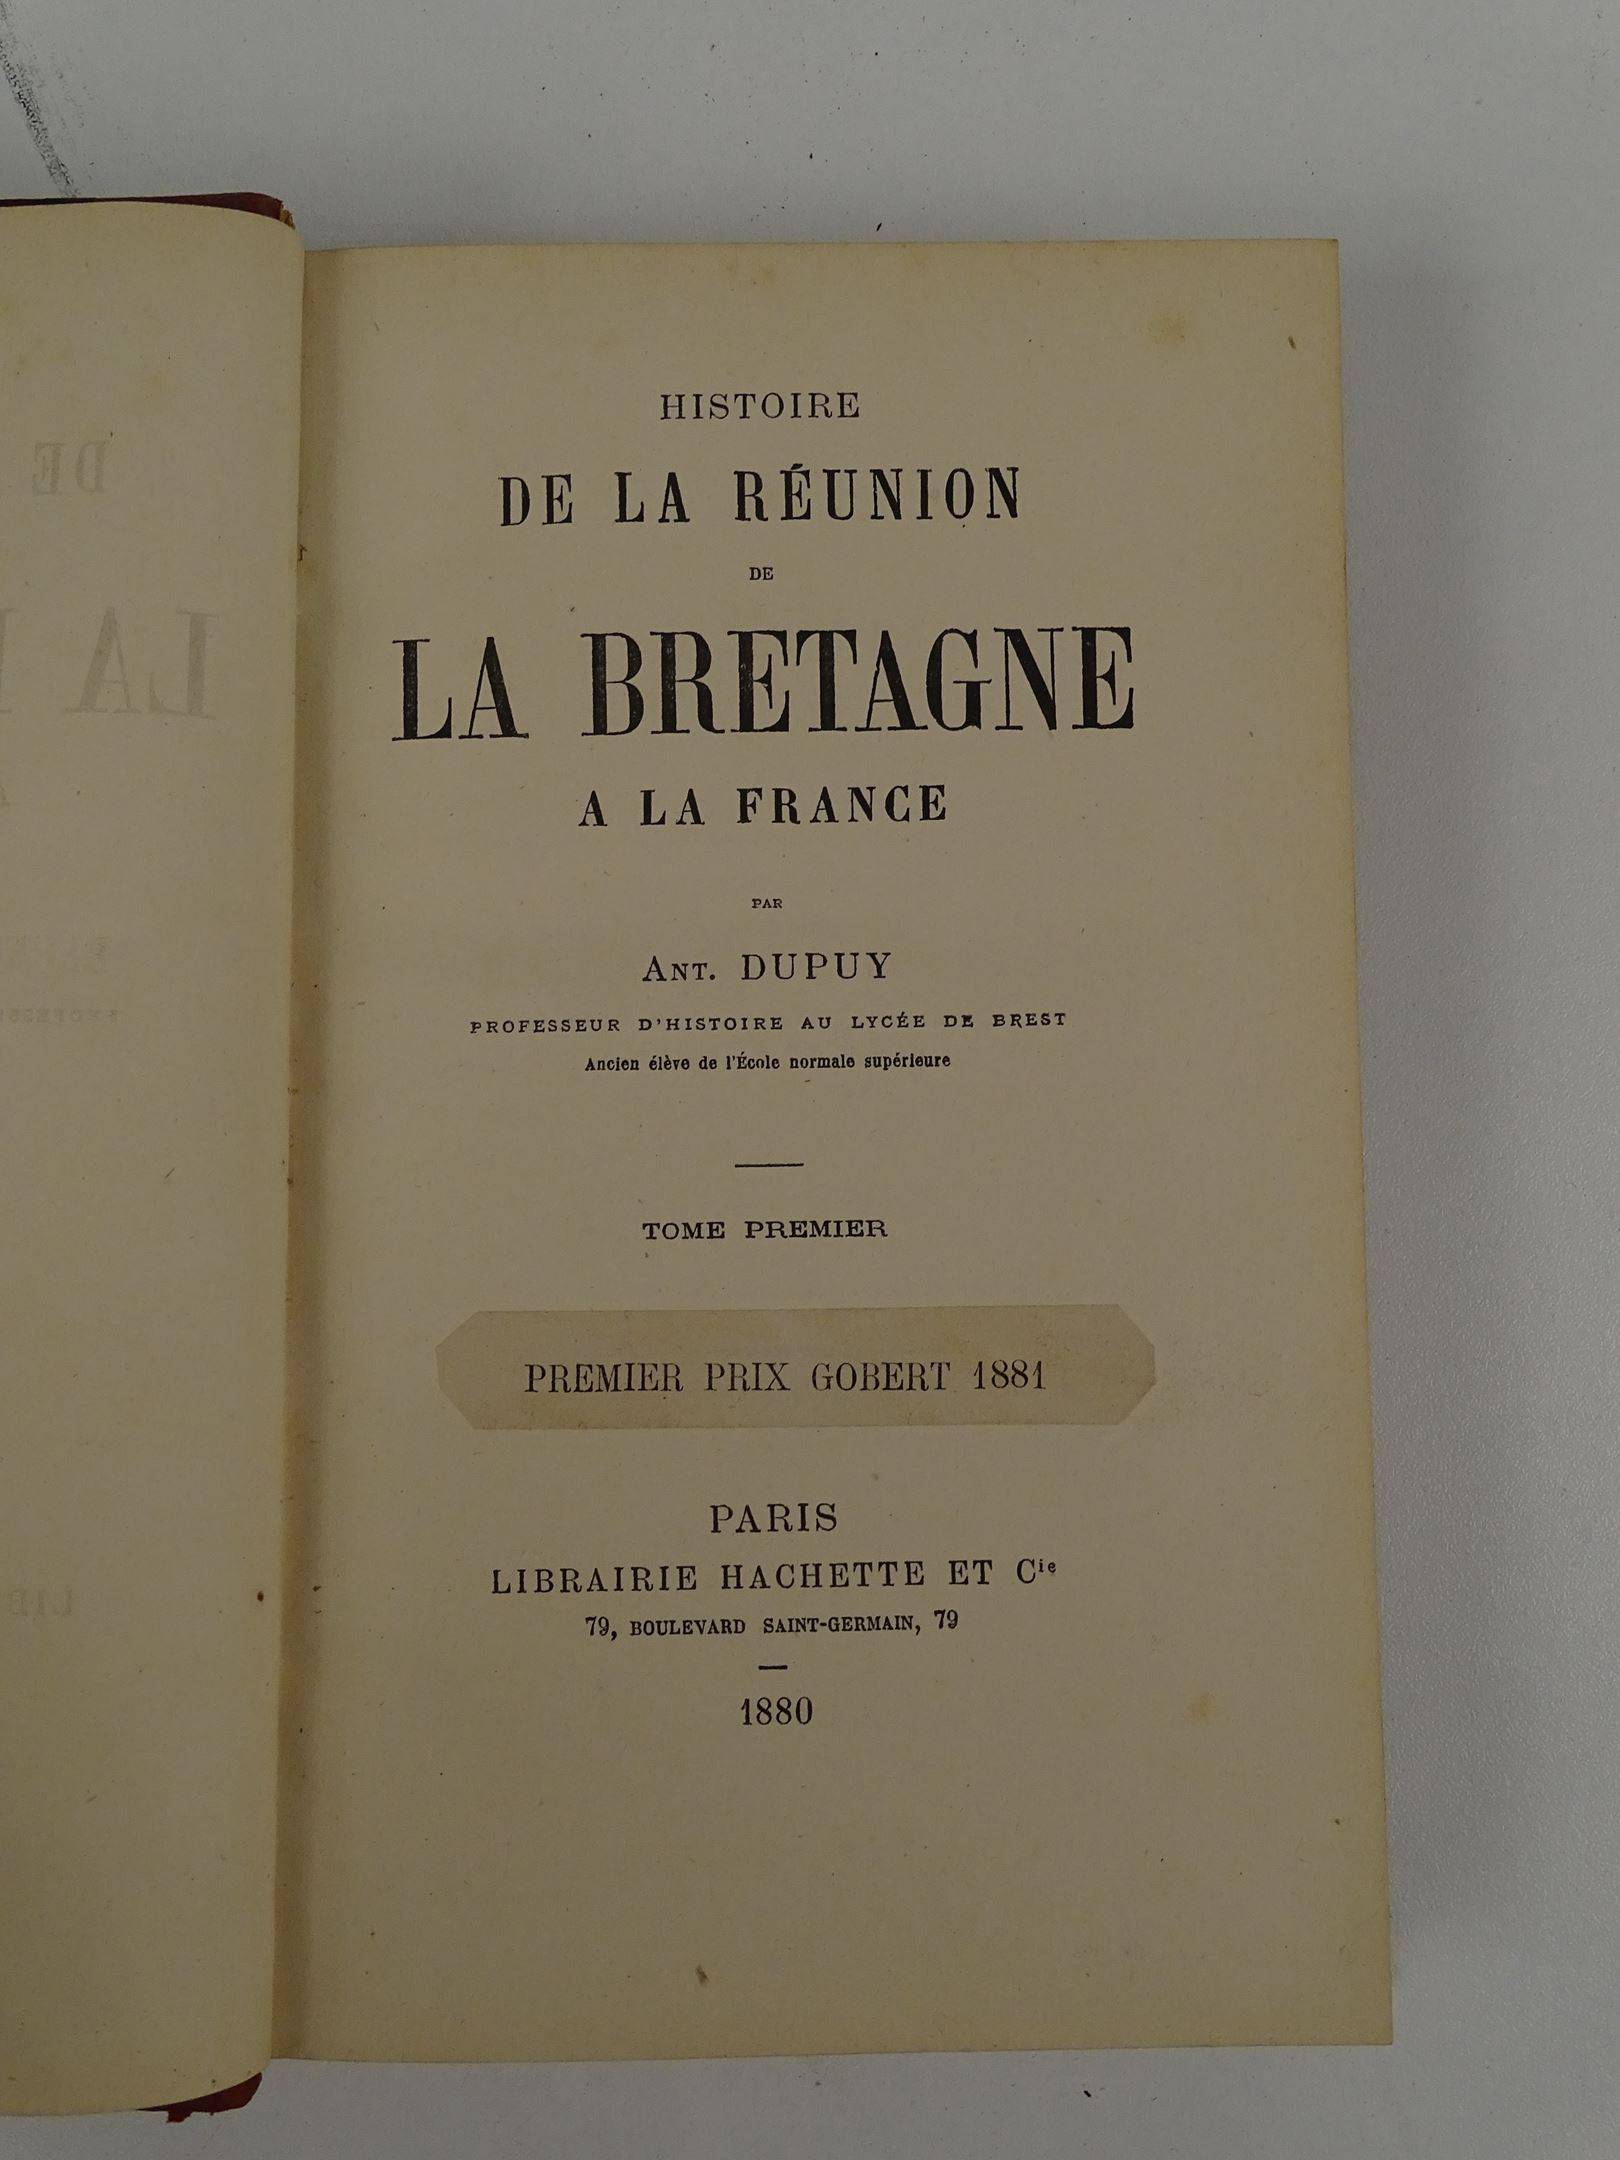 HISTOIRE
DE LA RÉUNION
DE
LA BRETAGNE
A LA FRANCE
PAR
ANT. DUPUY
PROFESSEUR D'HISTOIRE AU LYCÉE DE BREST
Ancien élève de l'École normale supérieure
TOME PREMIER
PREMIER PRIX GOBERT 1881
PARIS
LIBRAIRIE HACHETTE ET Cie
79, BOULEVARD SAINT-GERMAIN, 79
1880